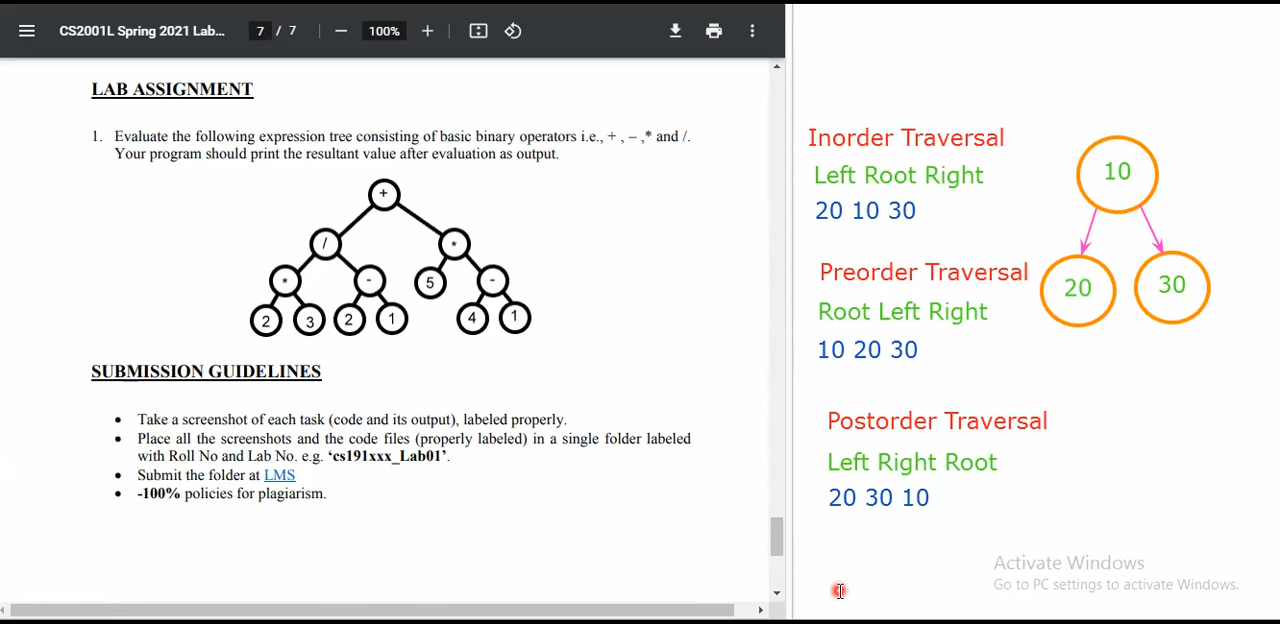 CS2001L Spring 2021 Lab...
7 / 7
100%
LAB ASSIGNMENT
1. Evaluate the following expression tree consisting of basic binary operators i.e., + , – ,* and /.
Your program should print the resultant value after evaluation as output.
+
/ *
* - 5 -
2 3 2 1 4 1
SUBMISSION GUIDELINES
• Take a screenshot of each task (code and its output), labeled properly.
• Place all the screenshots and the code files (properly labeled) in a single folder labeled
with Roll No and Lab No. e.g. ‘cs191xxx_Lab01’.
• Submit the folder at LMS
• -100% policies for plagiarism.
Inorder Traversal
Left Root Right
20 10 30
Preorder Traversal
Root Left Right
10 20 30
Postorder Traversal
Left Right Root
20 30 10
10
20 30
Activate Windows
Go to PC settings to activate Windows.